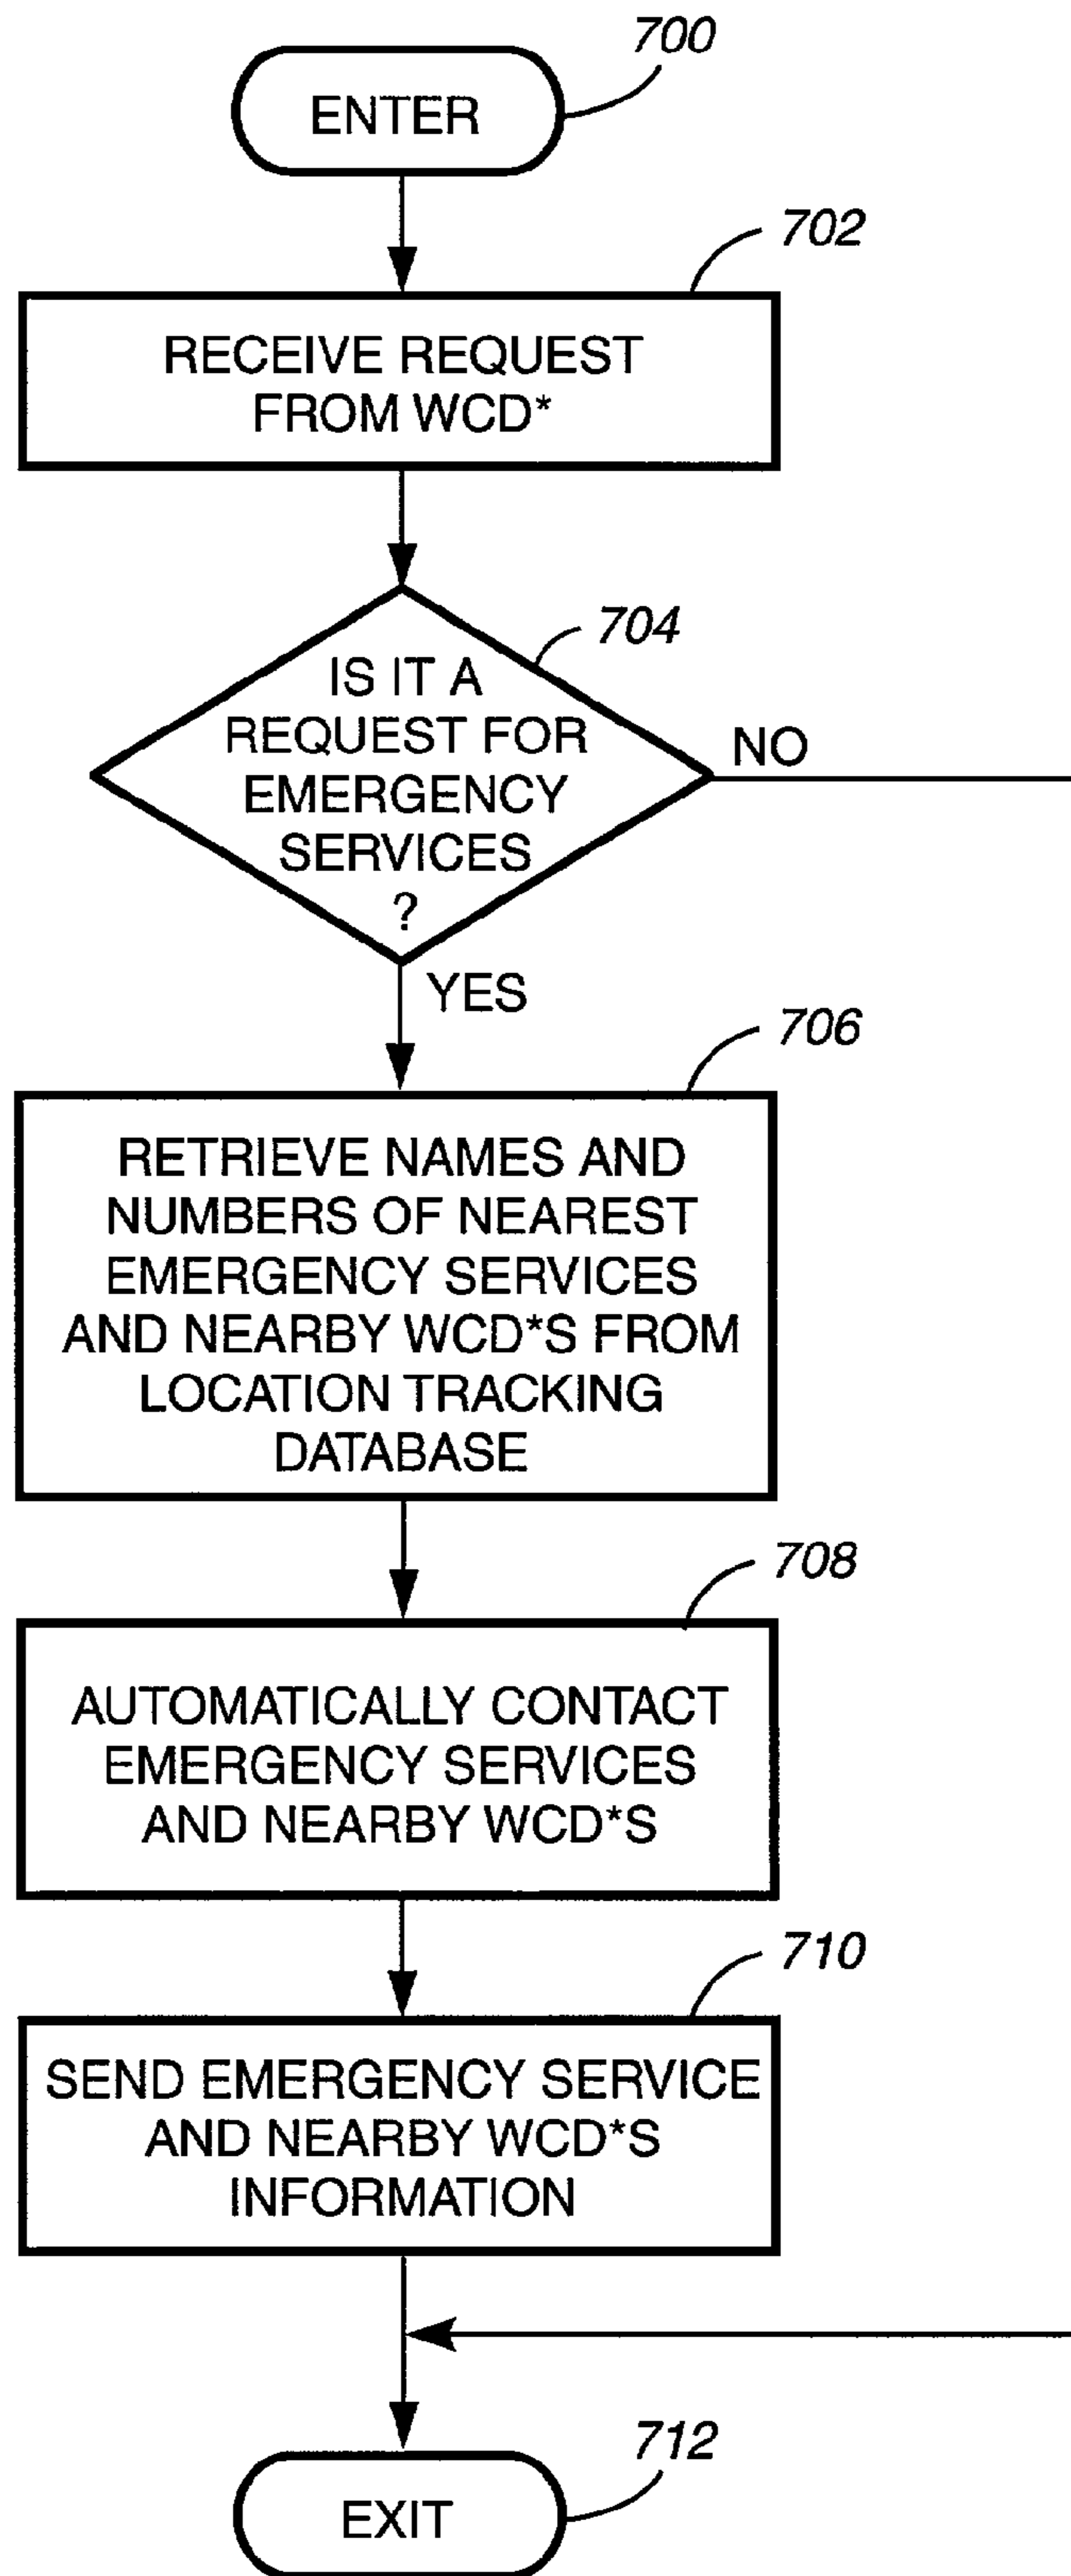 700
ENTER
702
RECEIVE REQUEST
FROM WCD*
704
IS IT A
REQUEST FOR
EMERGENCY
SERVICES
?
NO
YES
706
RETRIEVE NAMES AND
NUMBERS OF NEAREST
EMERGENCY SERVICES
AND NEARBY WCD*S FROM
LOCATION TRACKING
DATABASE
708
AUTOMATICALLY CONTACT
EMERGENCY SERVICES
AND NEARBY WCD*S
710
SEND EMERGENCY SERVICE
AND NEARBY WCD*S
INFORMATION
712
EXIT